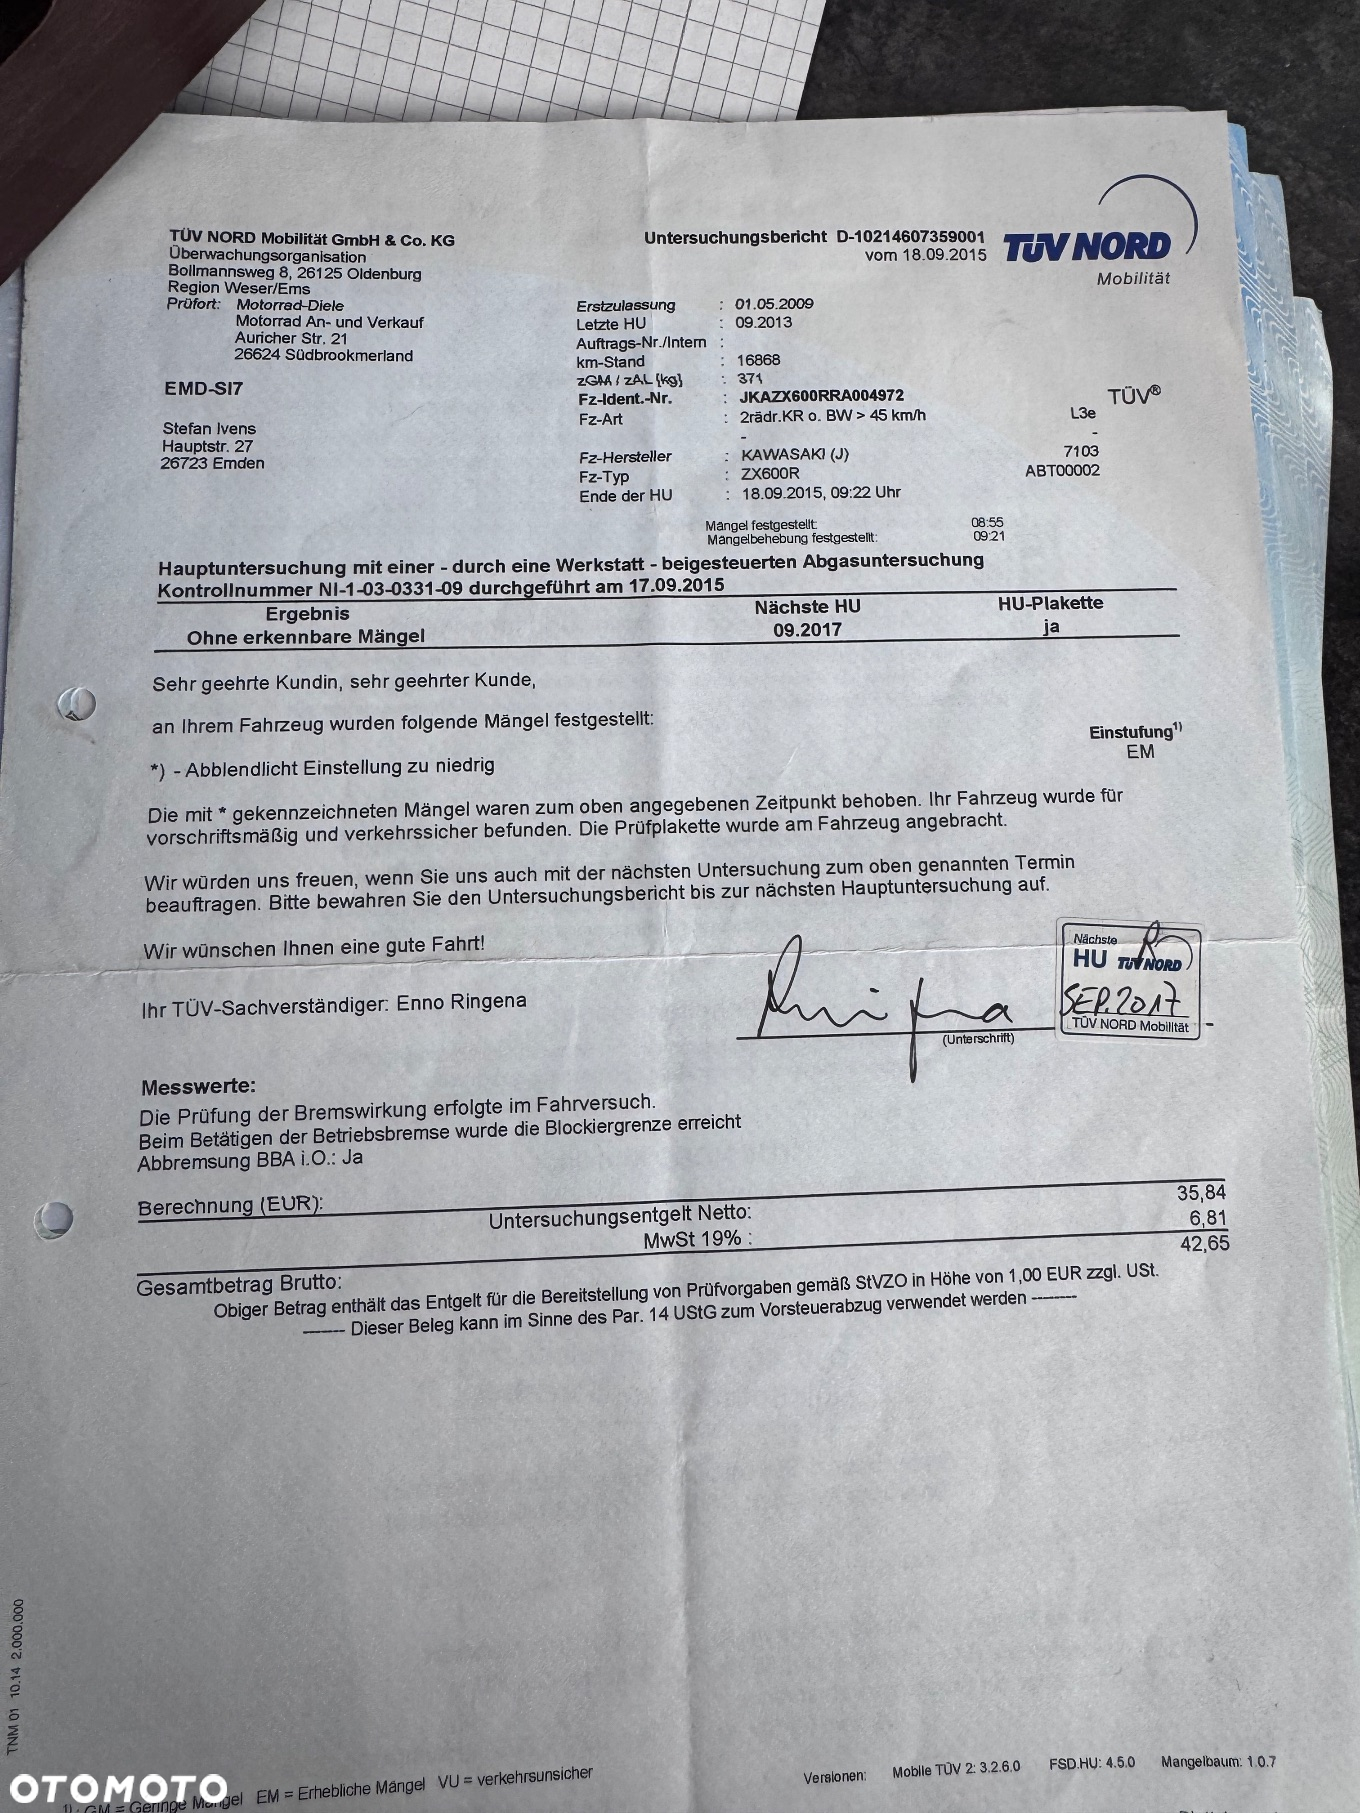 TÜV NORD Mobilität GmbH & Co. KG
Überwachungsorganisation
Bollmannsweg 8, 26125 Oldenburg
Region Weser/Ems
Prüfort: Motorrad-Diele
Motorrad An- und Verkauf
Auricher Str. 21
26624 Südbrookmerland
EMD-SI7
Stefan Ivens
Hauptstr. 27
26723 Emden
Untersuchungsbericht D-10214607359001
vom 18.09.2015
TÜV NORD
Mobilität
Erstzulassung : 01.05.2009
Letzte HU : 09.2013
Auftrags-Nr./Intern :
km-Stand : 16868
zGM / zAL (kg) : 371
Fz-Ident.-Nr. : JKAZX600RRA004972
TÜV®
Fz-Art : 2rädr.KR o. BW > 45 km/h L3e
- -
Fz-Hersteller : KAWASAKI (J) 7103
Fz-Typ : ZX600R ABT00002
Ende der HU : 18.09.2015, 09:22 Uhr
Mängel festgestellt: 08:55
Mängelbehebung festgestellt: 09:21
Hauptuntersuchung mit einer - durch eine Werkstatt - beigesteuerten Abgasuntersuchung
Kontrollnummer NI-1-03-0331-09 durchgeführt am 17.09.2015
Ergebnis Nächste HU HU-Plakette
Ohne erkennbare Mängel 09.2017 ja
Sehr geehrte Kundin, sehr geehrter Kunde,
an Ihrem Fahrzeug wurden folgende Mängel festgestellt:
Einstufung1)
*) - Abblendlicht Einstellung zu niedrig EM
Die mit * gekennzeichneten Mängel waren zum oben angegebenen Zeitpunkt behoben. Ihr Fahrzeug wurde für
vorschriftsmäßig und verkehrssicher befunden. Die Prüfplakette wurde am Fahrzeug angebracht.
Wir würden uns freuen, wenn Sie uns auch mit der nächsten Untersuchung zum oben genannten Termin
beauftragen. Bitte bewahren Sie den Untersuchungsbericht bis zur nächsten Hauptuntersuchung auf.
Wir wünschen Ihnen eine gute Fahrt!
Nächste
HU TÜV NORD
SEP. 2017
TÜV NORD Mobilität
Ihr TÜV-Sachverständiger: Enno Ringena
(Unterschrift)
Messwerte:
Die Prüfung der Bremswirkung erfolgte im Fahrversuch.
Beim Betätigen der Betriebsbremse wurde die Blockiergrenze erreicht
Abbremsung BBA i.O.: Ja
Berechnung (EUR):
Untersuchungsentgelt Netto: 35,84
MwSt 19% : 6,81
Gesamtbetrag Brutto: 42,65
Obiger Betrag enthält das Entgelt für die Bereitstellung von Prüfvorgaben gemäß StVZO in Höhe von 1,00 EUR zzgl. USt.
------- Dieser Beleg kann im Sinne des Par. 14 UStG zum Vorsteuerabzug verwendet werden --------
TNM 01 10.14 2.000.000
Versionen: Mobile TÜV 2: 3.2.6.0 FSD.HU: 4.5.0 Mangelbaum: 1.0.7
1) : GM = Geringe Mängel EM = Erhebliche Mängel VU = verkehrsunsicher
OTOMOTO